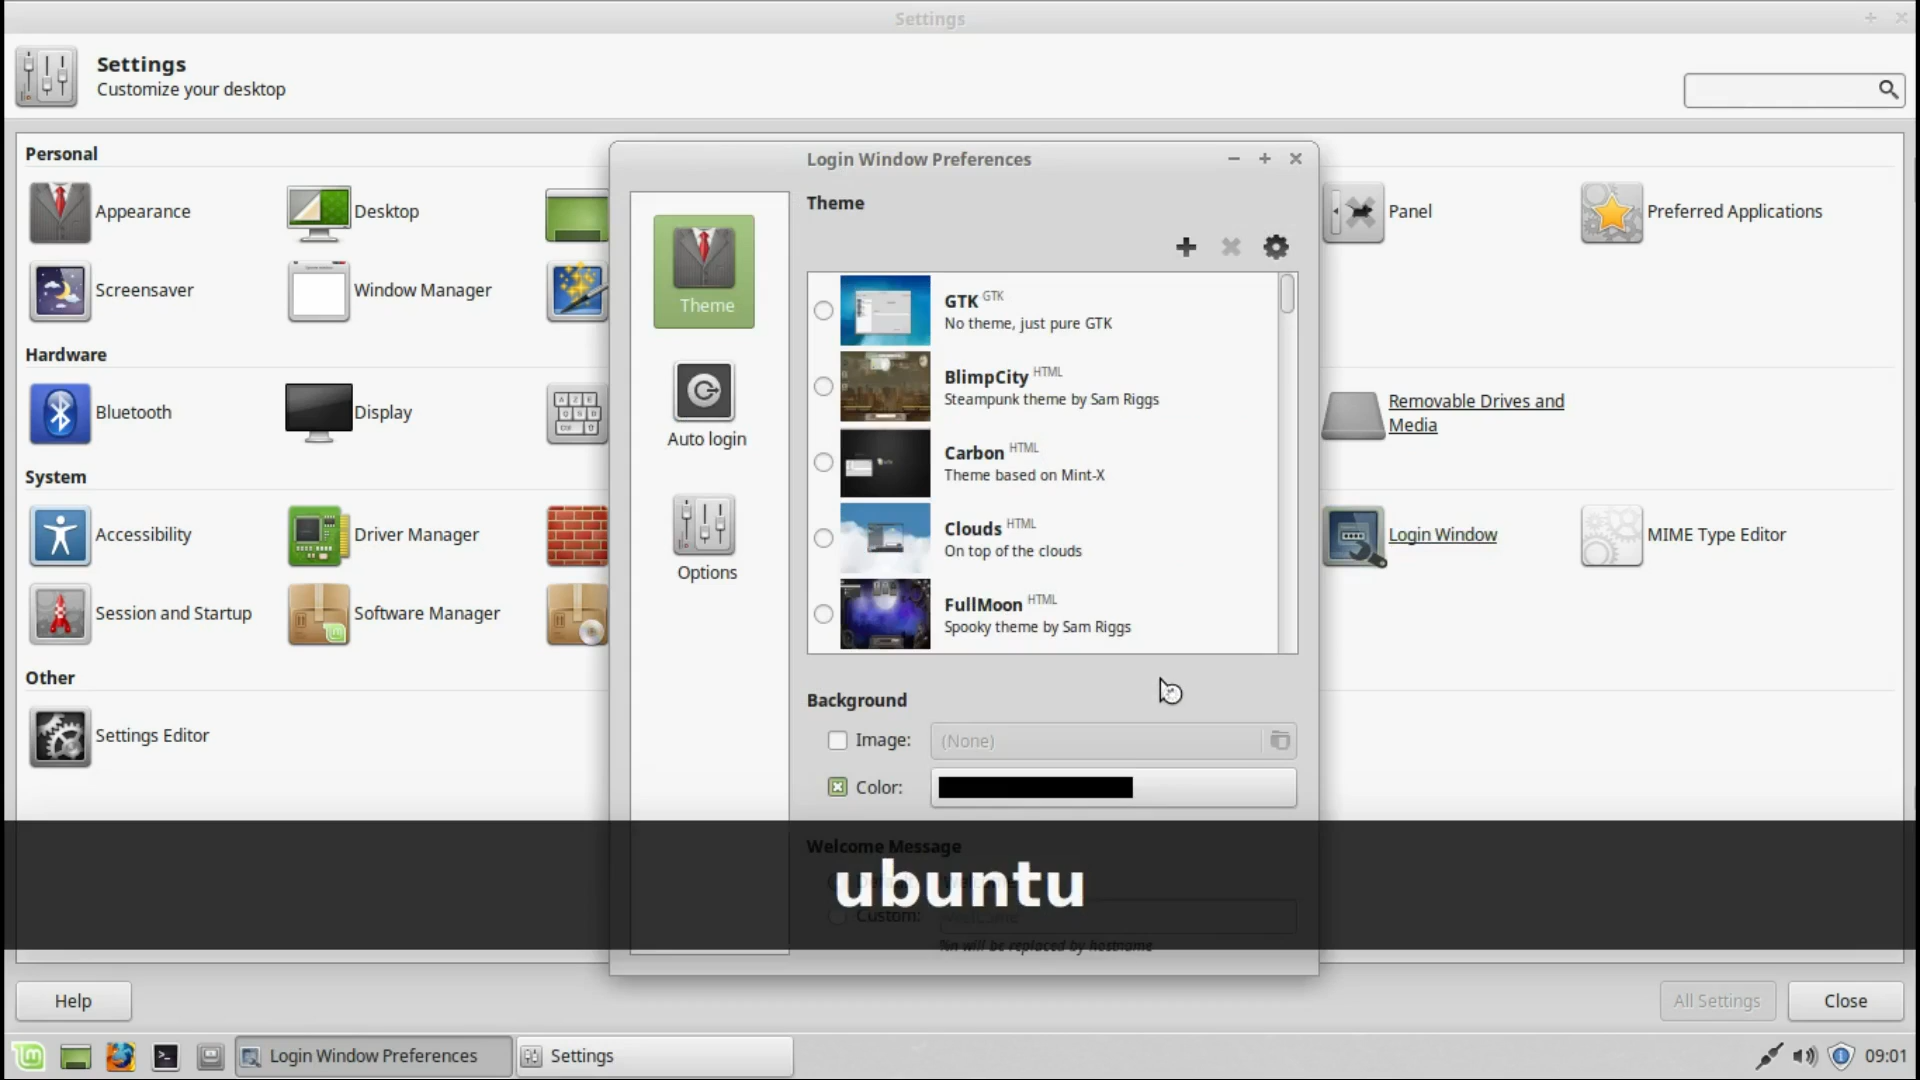 Settings
Settings
Customize your desktop
Personal
Appearance
Desktop
Panel
Preferred Applications
Screensaver
Window Manager
Hardware
Bluetooth
Display
Removable Drives and
Media
System
Accessibility
Driver Manager
Login Window
MIME Type Editor
Session and Startup
Software Manager
Other
Settings Editor
Login Window Preferences
Theme
Auto login
Options
Theme
GTK GTK
No theme, just pure GTK
BlimpCity HTML
Steampunk theme by Sam Riggs
Carbon HTML
Theme based on Mint-X
Clouds HTML
On top of the clouds
FullMoon HTML
Spooky theme by Sam Riggs
Background
Image: (None)
Color:
Welcome Message
ubuntu
Custom:
%n will be replaced by hostname
Help
All Settings
Close
Login Window Preferences
Settings
09:01